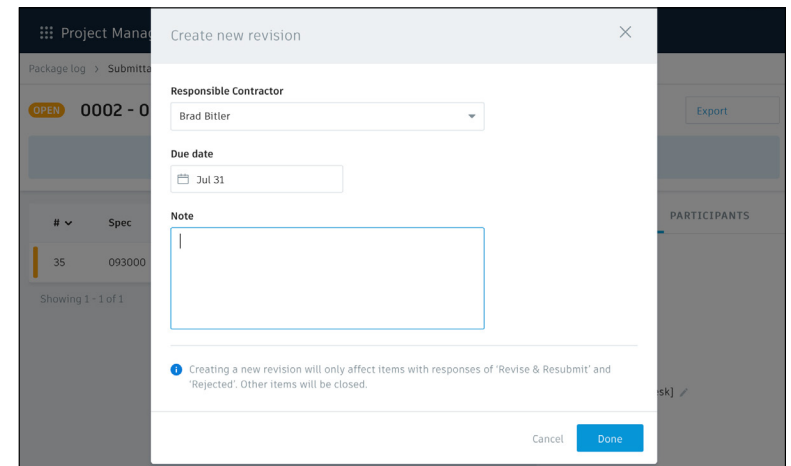 Project Manag
Create new revision
Package log > Submitta
Responsible Contractor
OPEN 0002 - 0
Brad Bitler
Export
Due date
Jul 31
Note
PARTICIPANTS
# Spec
35 093000
Showing 1 - 1 of 1
Creating a new revision will only affect items with responses of 'Revise & Resubmit' and
'Rejected'. Other items will be closed.
esk]
Cancel Done